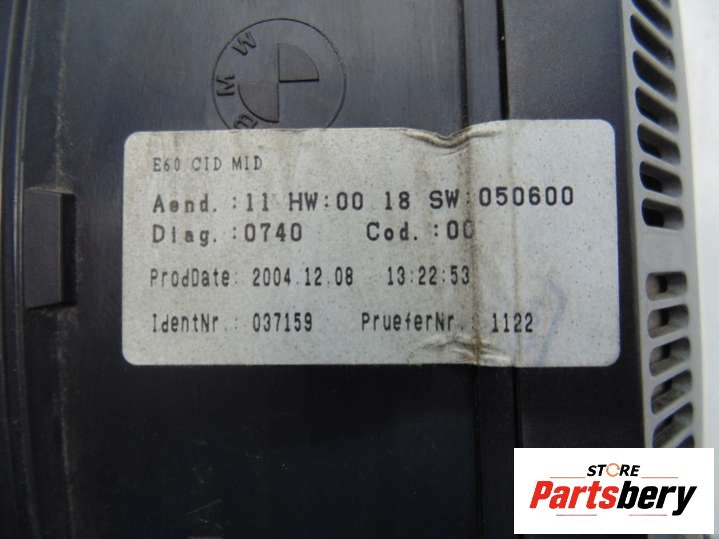 BMW
E60 CID MID
Aend.:11 HW:00 18 SW:050600
Diag.:0740 Cod.:00
ProdDate: 2004.12.08 13:22:53
IdentNr.: 037159 PrueferNr.: 1122
STORE
Partsbery